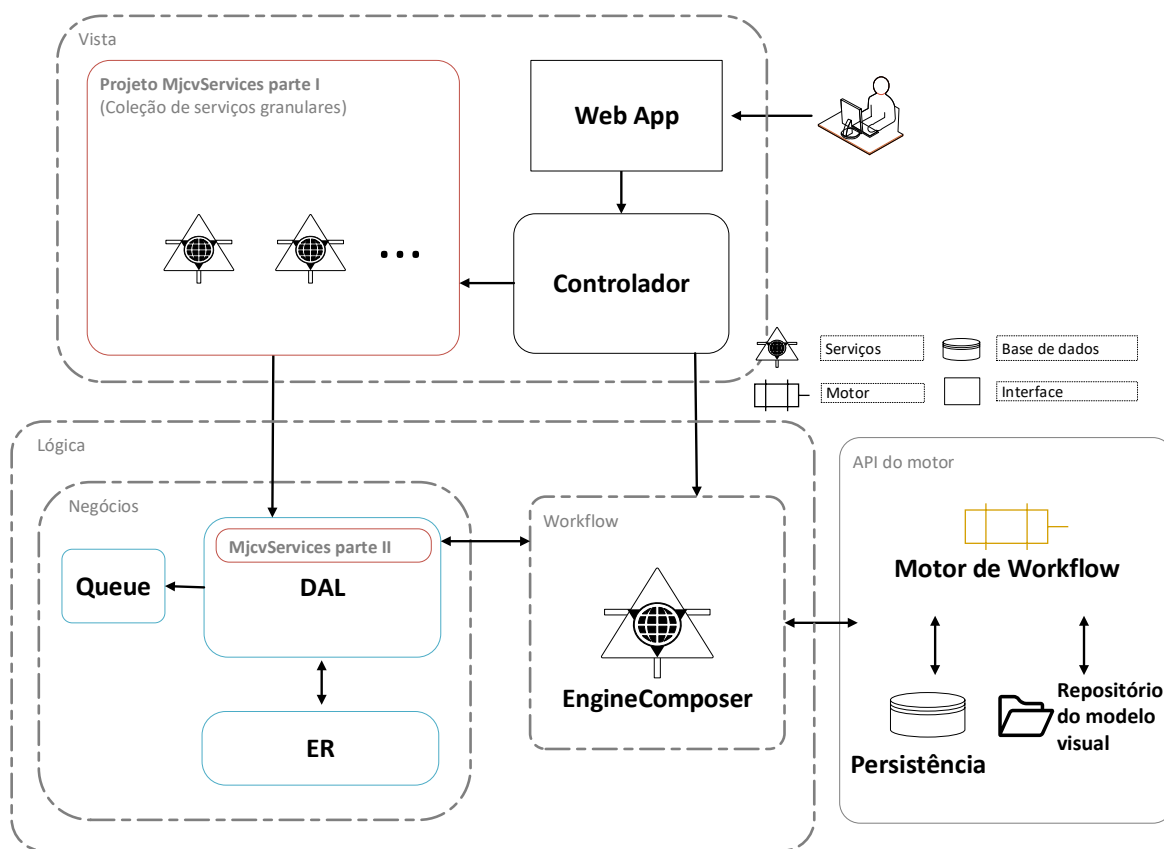 Vista
Projeto MjcvServices parte I
(Coleção de serviços granulares)
Web App
...
Controlador
Serviços
Base de dados
Motor
Interface
Lógica
Negócios
MjcvServices parte II
DAL
Queue
ER
Workflow
EngineComposer
API do motor
Motor de Workflow
Persistência
Repositório
do modelo
visual